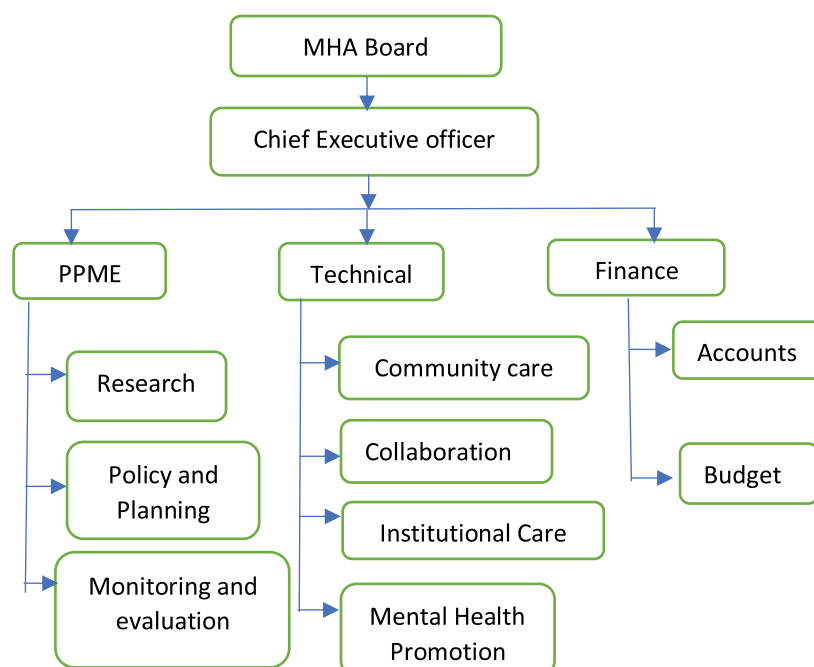 MHA Board
Chief Executive officer
PPME
Technical
Finance
Research
Policy and
Planning
Monitoring and
evaluation
Community care
Collaboration
Institutional Care
Mental Health
Promotion
Accounts
Budget